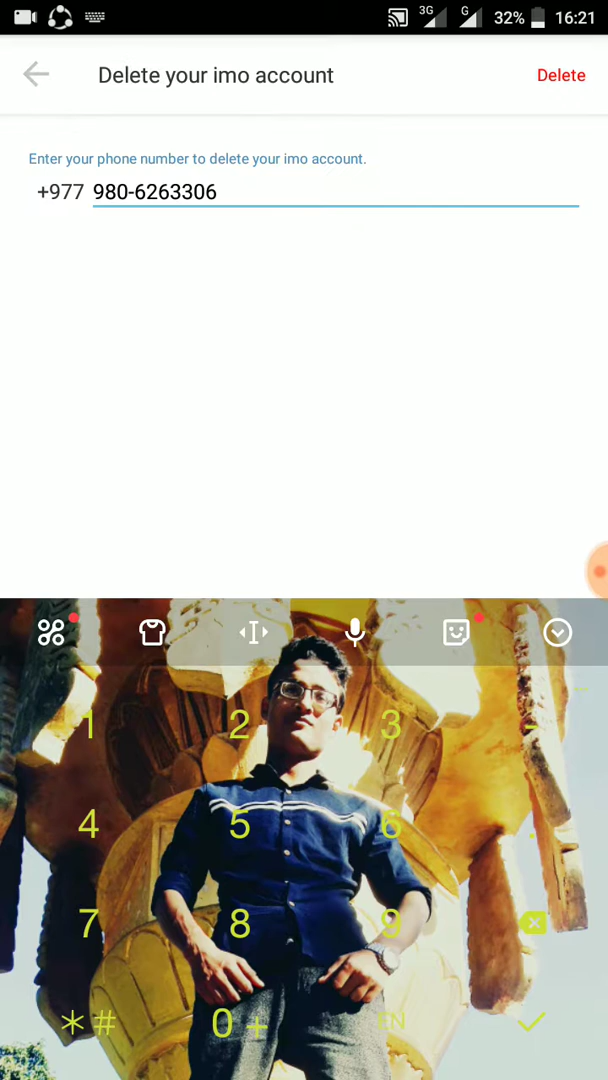 3G G 32% 16:21
Delete your imo account Delete
Enter your phone number to delete your imo account.
+977 980-6263306
1 2 3 -
4 5 6 .
7 8 9
*# 0 + EN